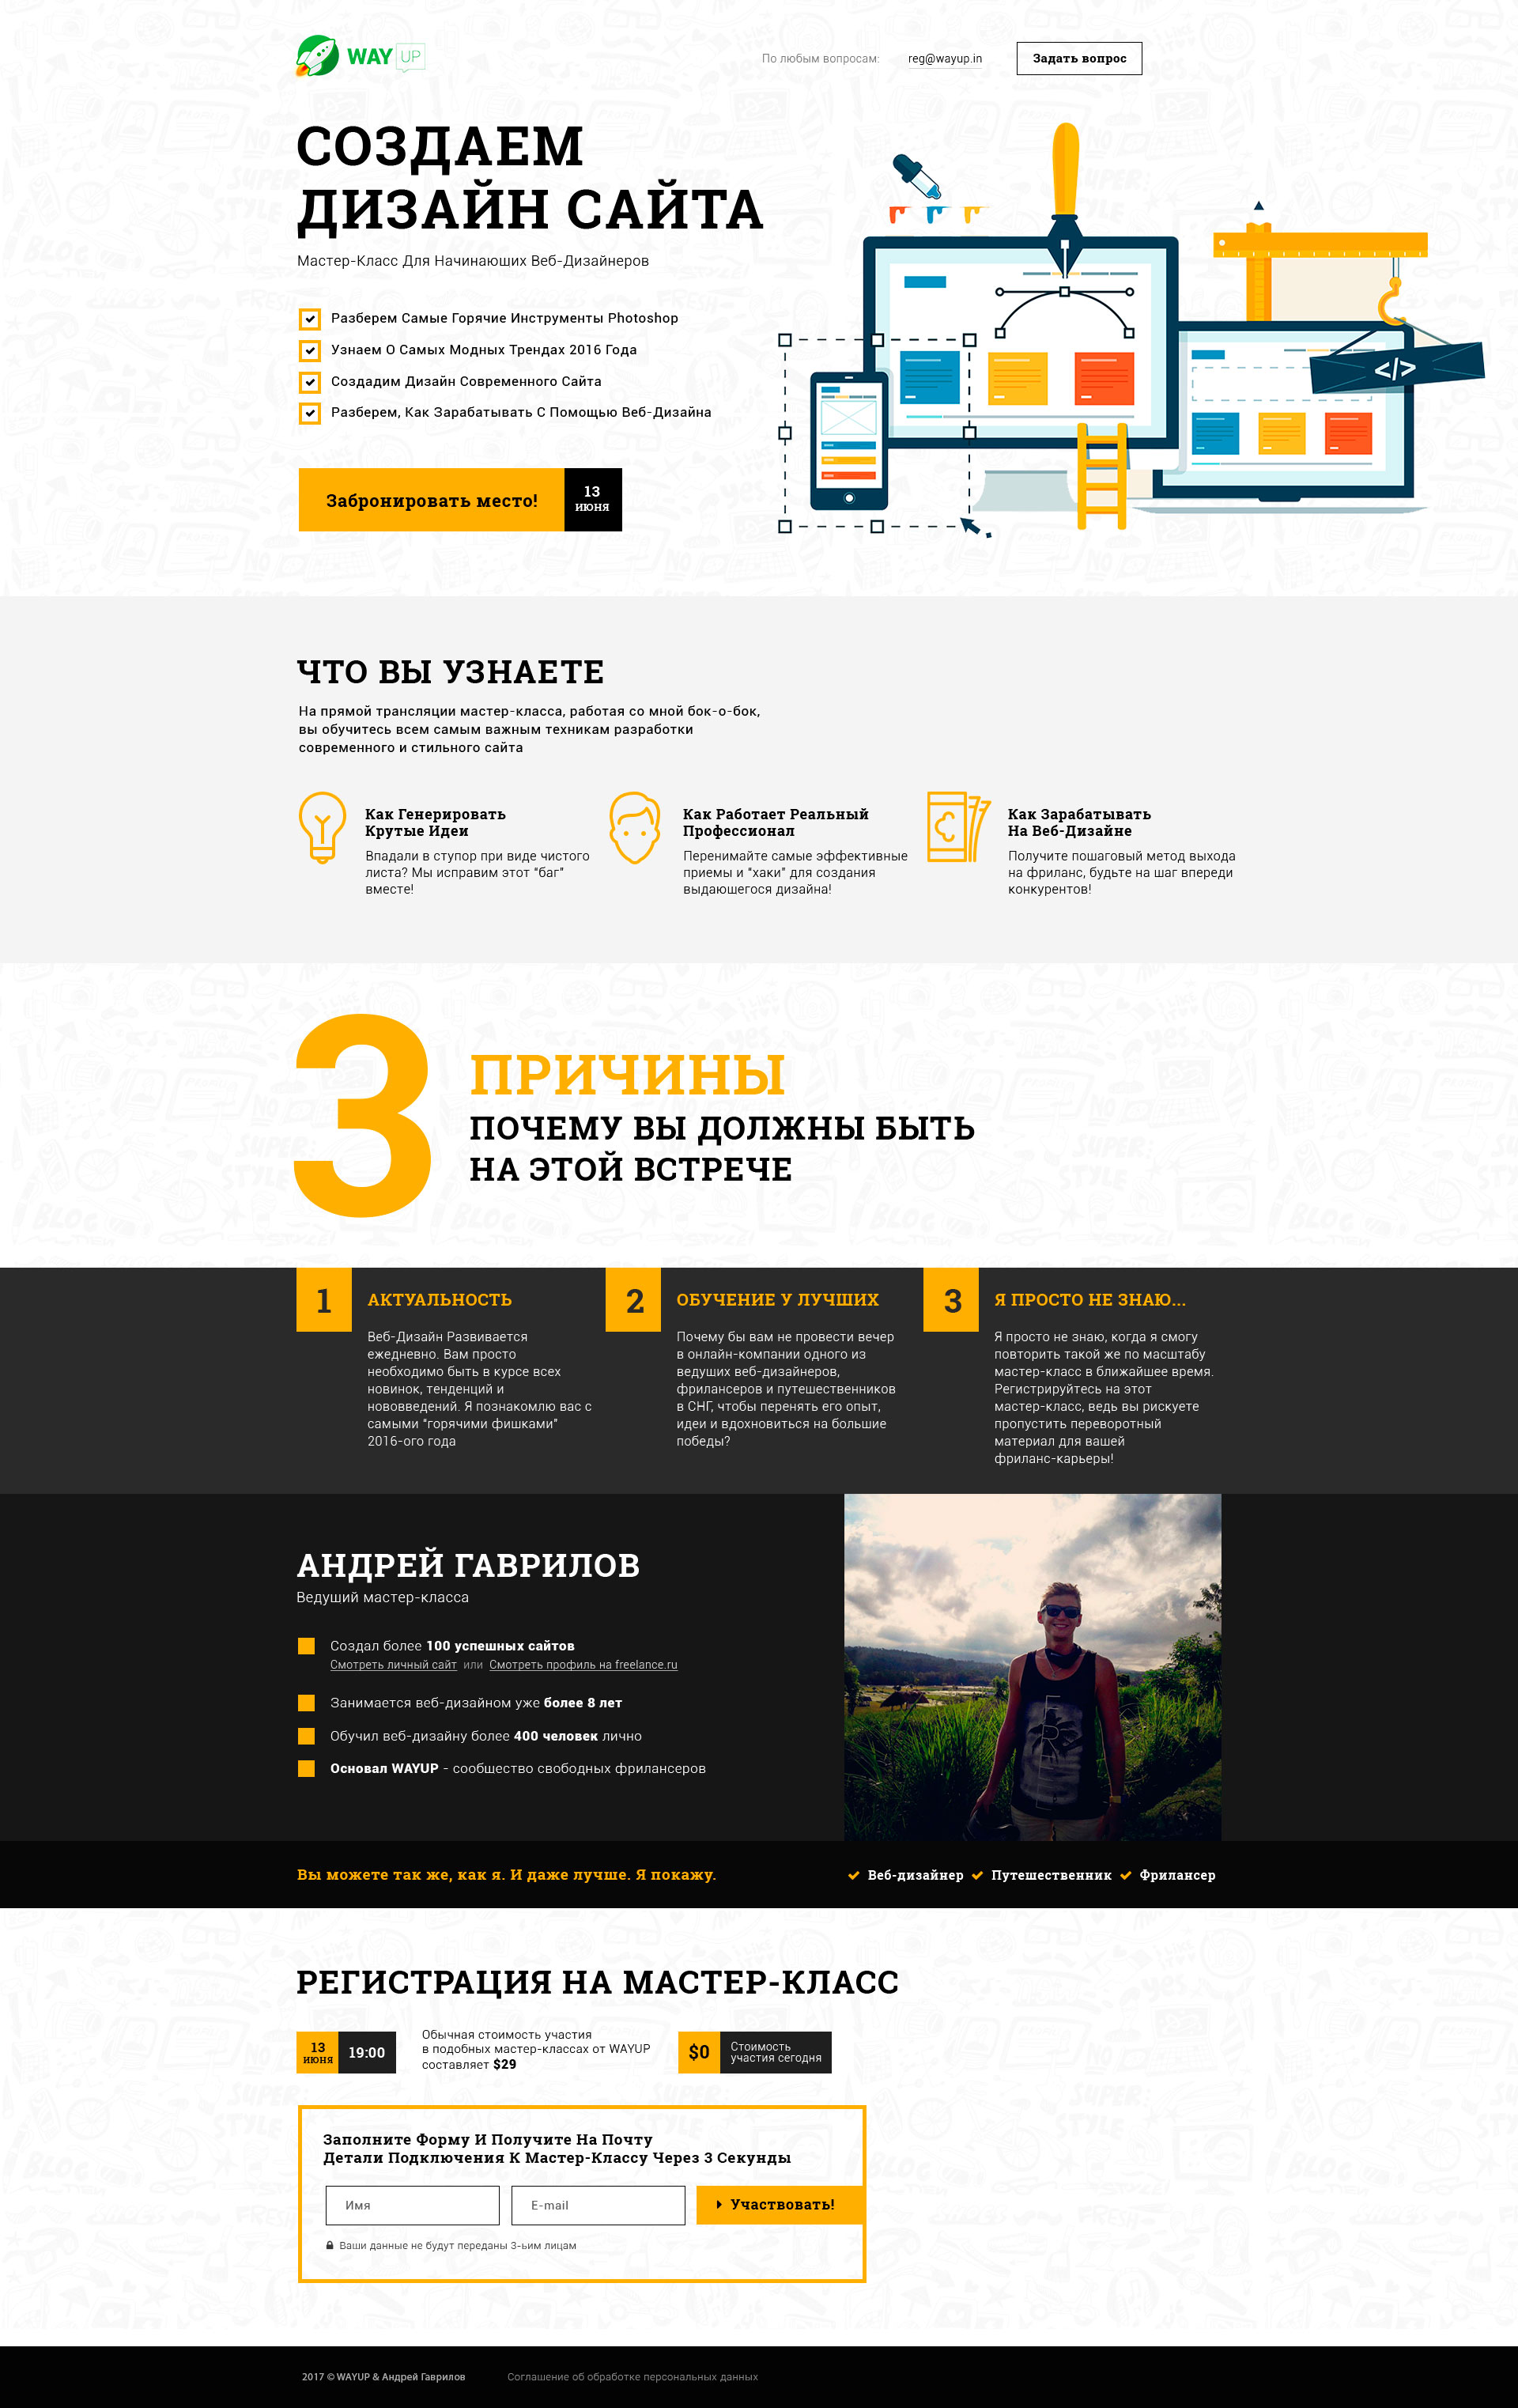 WAY UP
По любым вопросам:
reg@wayup.in
Задать вопрос
СОЗДАЕМ
ДИЗАЙН САЙТА
Мастер-Класс Для Начинающих Веб-Дизайнеров
Разберем Самые Горячие Инструменты Photoshop
Узнаем О Самых Модных Трендах 2016 Года
Создадим Дизайн Современного Сайта
Разберем, Как Зарабатывать С Помощью Веб-Дизайна
Забронировать место!
13
ИЮНЯ
</>
ЧТО ВЫ УЗНАЕТЕ
На прямой трансляции мастер-класса, работая со мной бок-о-бок,
вы обучитесь всем самым важным техникам разработки
современного и стильного сайта
Как Генерировать
Крутые Идеи
Впадали в ступор при виде чистого
листа? Мы исправим этот “баг”
вместе!
Как Работает Реальный
Профессионал
Перенимайте самые эффективные
приемы и “хаки” для создания
выдающегося дизайна!
Как Зарабатывать
На Веб-Дизайне
Получите пошаговый метод выхода
на фриланс, будьте на шаг впереди
конкурентов!
3
ПРИЧИНЫ
ПОЧЕМУ ВЫ ДОЛЖНЫ БЫТЬ
НА ЭТОЙ ВСТРЕЧЕ
1
АКТУАЛЬНОСТЬ
Веб-Дизайн Развивается
ежедневно. Вам просто
необходимо быть в курсе всех
новинок, тенденций и
нововведений. Я познакомлю вас с
самыми “горячими фишками”
2016-ого года
2
ОБУЧЕНИЕ У ЛУЧШИХ
Почему бы вам не провести вечер
в онлайн-компании одного из
ведущих веб-дизайнеров,
фрилансеров и путешественников
в СНГ, чтобы перенять его опыт,
идеи и вдохновиться на большие
победы?
3
Я ПРОСТО НЕ ЗНАЮ...
Я просто не знаю, когда я смогу
повторить такой же по масштабу
мастер-класс в ближайшее время.
Регистрируйтесь на этот
мастер-класс, ведь вы рискуете
пропустить переворотный
материал для вашей
фриланс-карьеры!
АНДРЕЙ ГАВРИЛОВ
Ведущий мастер-класса
Создал более 100 успешных сайтов
Смотреть личный сайт или Смотреть профиль на freelance.ru
Занимается веб-дизайном уже более 8 лет
Обучил веб-дизайну более 400 человек лично
Основал WAYUP - сообщество свободных фрилансеров
Вы можете так же, как я. И даже лучше. Я покажу.
Веб-дизайнер
Путешественник
Фрилансер
РЕГИСТРАЦИЯ НА МАСТЕР-КЛАСС
13
ИЮНЯ
19:00
Обычная стоимость участия
в подобных мастер-классах от WAYUP
составляет $29
$0
Стоимость
участия сегодня
Заполните Форму И Получите На Почту
Детали Подключения К Мастер-Классу Через 3 Секунды
Имя
E-mail
Участвовать!
Ваши данные не будут переданы 3-ьим лицам
2017 © WAYUP & Андрей Гаврилов
Соглашение об обработке персональных данных